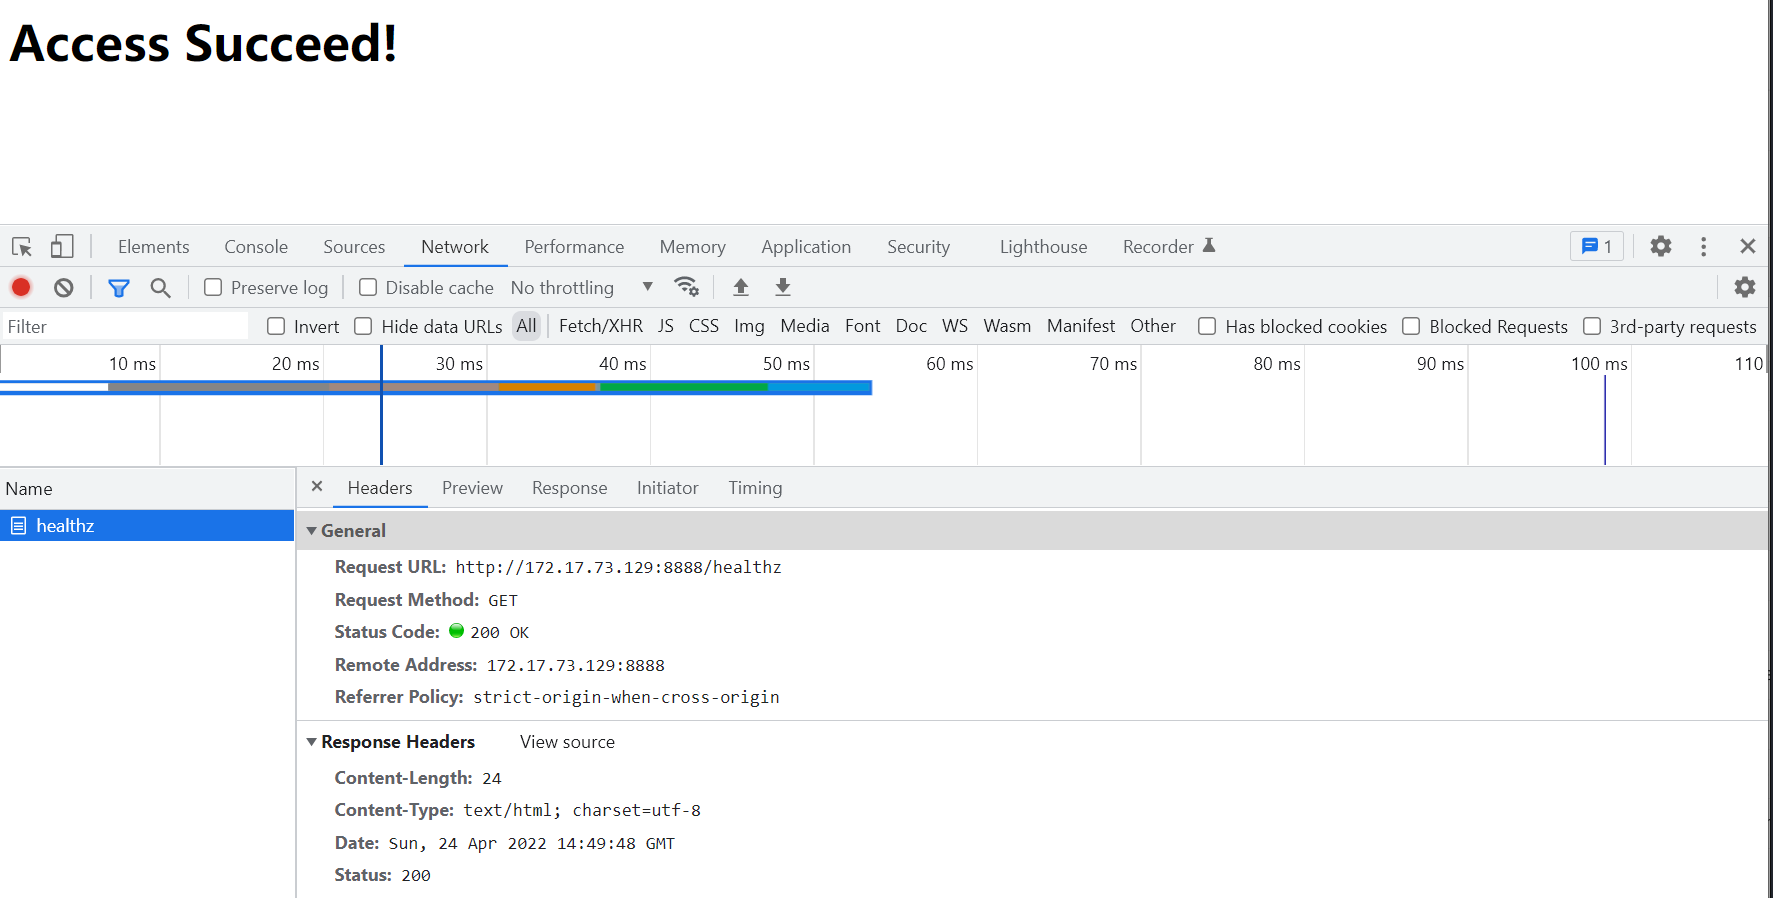 Access Succeed!
Elements Console Sources Network Performance Memory Application Security Lighthouse Recorder 1
Preserve log Disable cache No throttling
Filter Invert Hide data URLs All Fetch/XHR JS CSS Img Media Font Doc WS Wasm Manifest Other Has blocked cookies Blocked Requests 3rd-party requests
10 ms 20 ms 30 ms 40 ms 50 ms 60 ms 70 ms 80 ms 90 ms 100 ms 110
Name × Headers Preview Response Initiator Timing
healthz
General
Request URL: http://172.17.73.129:8888/healthz
Request Method: GET
Status Code: 200 OK
Remote Address: 172.17.73.129:8888
Referrer Policy: strict-origin-when-cross-origin
Response Headers View source
Content-Length: 24
Content-Type: text/html; charset=utf-8
Date: Sun, 24 Apr 2022 14:49:48 GMT
Status: 200